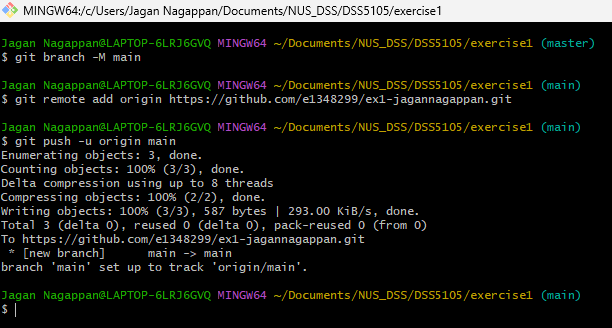 MINGW64:/c/Users/Jagan Nagappan/Documents/NUS_DSS/DSS5105/exercise1
Jagan Nagappan@LAPTOP-6LRJ6GVQ MINGW64 ~/Documents/NUS_DSS/DSS5105/exercise1 (master)
$ git branch -M main
Jagan Nagappan@LAPTOP-6LRJ6GVQ MINGW64 ~/Documents/NUS_DSS/DSS5105/exercise1 (main)
$ git remote add origin https://github.com/e1348299/ex1-jagannagappan.git
Jagan Nagappan@LAPTOP-6LRJ6GVQ MINGW64 ~/Documents/NUS_DSS/DSS5105/exercise1 (main)
$ git push -u origin main
Enumerating objects: 3, done.
Counting objects: 100% (3/3), done.
Delta compression using up to 8 threads
Compressing objects: 100% (2/2), done.
Writing objects: 100% (3/3), 587 bytes | 293.00 KiB/s, done.
Total 3 (delta 0), reused 0 (delta 0), pack-reused 0 (from 0)
To https://github.com/e1348299/ex1-jagannagappan.git
 * [new branch]      main -> main
branch 'main' set up to track 'origin/main'.
Jagan Nagappan@LAPTOP-6LRJ6GVQ MINGW64 ~/Documents/NUS_DSS/DSS5105/exercise1 (main)
$